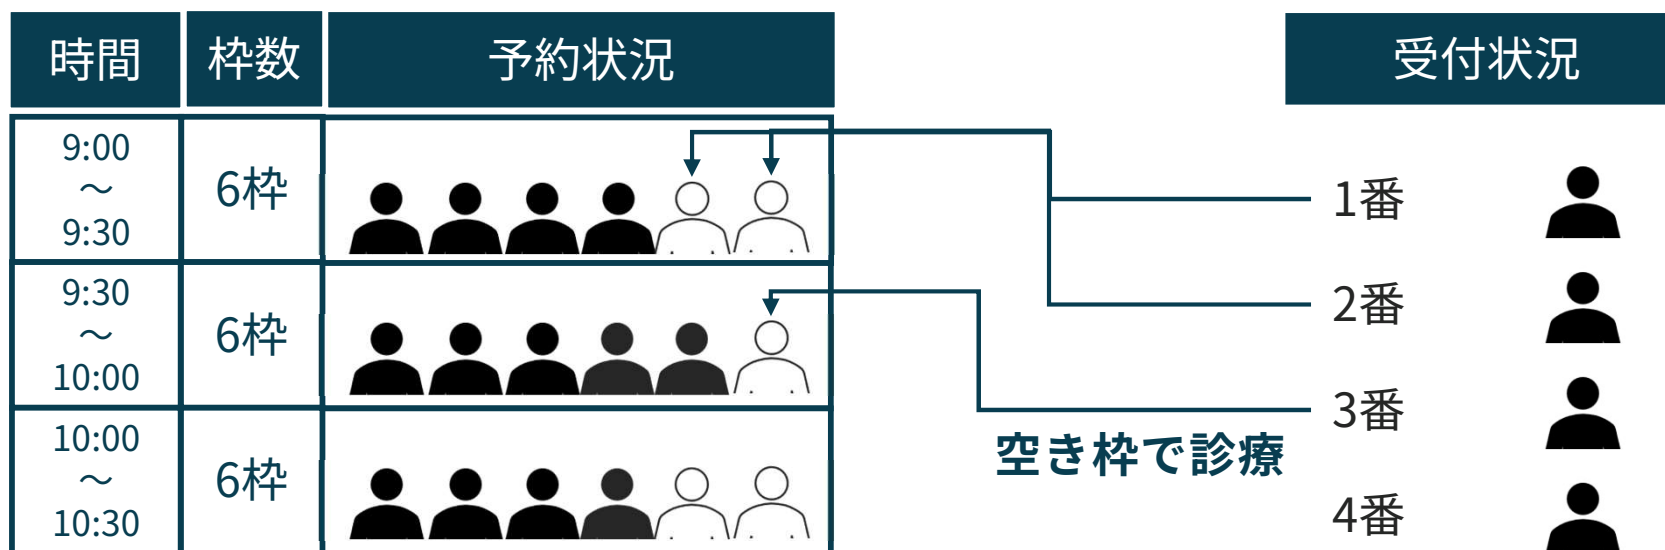 時間 枠数 予約状況 受付状況
9:00
～
9:30
6枠
1番
2番
9:30
～
10:00
6枠
3番
空き枠で診療
10:00
～
10:30
6枠
4番